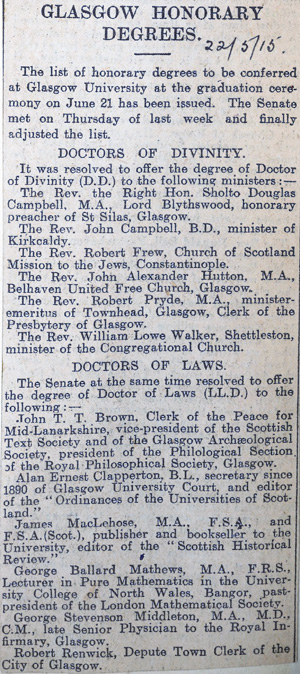 GLASGOW HONORARY
DEGREES.
22/5/15.
The list of honorary degrees to be conferred
at Glasgow University at the graduation cere-
mony on June 21 has been issued. The Senate
met on Thursday of last week and finally
adjusted the list.
DOCTORS OF DIVINITY.
It was resolved to offer the degree of Doctor
of Divinity (D.D.) to the following ministers:—
The Rev. the Right Hon. Sholto Douglas
Campbell, M.A., Lord Blythswood, honorary
preacher of St Silas, Glasgow.
The Rev. John Campbell, B.D., minister of
Kirkcaldy.
The Rev. Robert Frew, Church of Scotland
Mission to the Jews, Constantinople.
The Rev. John Alexander Hutton, M.A.,
Belhaven United Free Church, Glasgow.
The Rev. Robert Pryde, M.A., minister-
emeritus of Townhead, Glasgow, Clerk of the
Presbytery of Glasgow.
The Rev. William Lowe Walker, Shettleston,
minister of the Congregational Church.
DOCTORS OF LAWS.
The Senate at the same time resolved to offer
the degree of Doctor of Laws (LL.D.) to the
following:—
John T. T. Brown, Clerk of the Peace for
Mid-Lanarkshire, vice-president of the Scottish
Text Society and of the Glasgow Archæological
Society, president of the Philological Section
of the Royal Philosophical Society, Glasgow.
Alan Ernest Clapperton, B.L., secretary since
1890 of Glasgow University Court, and editor
of the "Ordinances of the Universities of Scot-
land."
James MacLehose, M.A., F.S.A., and
F.S.A.(Scot.), publisher and bookseller to the
University, editor of the "Scottish Historical
Review."
George Ballard Mathews, M.A., F.R.S.,
Lecturer in Pure Mathematics in the Univer-
sity College of North Wales, Bangor, past-
president of the London Mathematical Society.
George Stevenson Middleton, M.A., M.D.,
C.M., late Senior Physician to the Royal In-
firmary, Glasgow.
Robert Renwick, Depute Town Clerk of the
City of Glasgow.